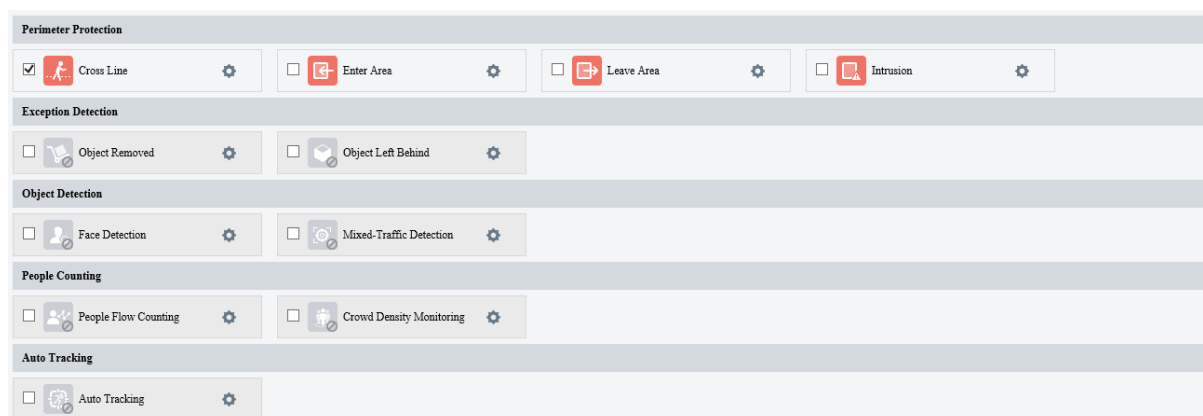 Perimeter Protection
Cross Line Enter Area Leave Area Intrusion
Exception Detection
Object Removed Object Left Behind
Object Detection
Face Detection Mixed-Traffic Detection
People Counting
People Flow Counting Crowd Density Monitoring
Auto Tracking
Auto Tracking